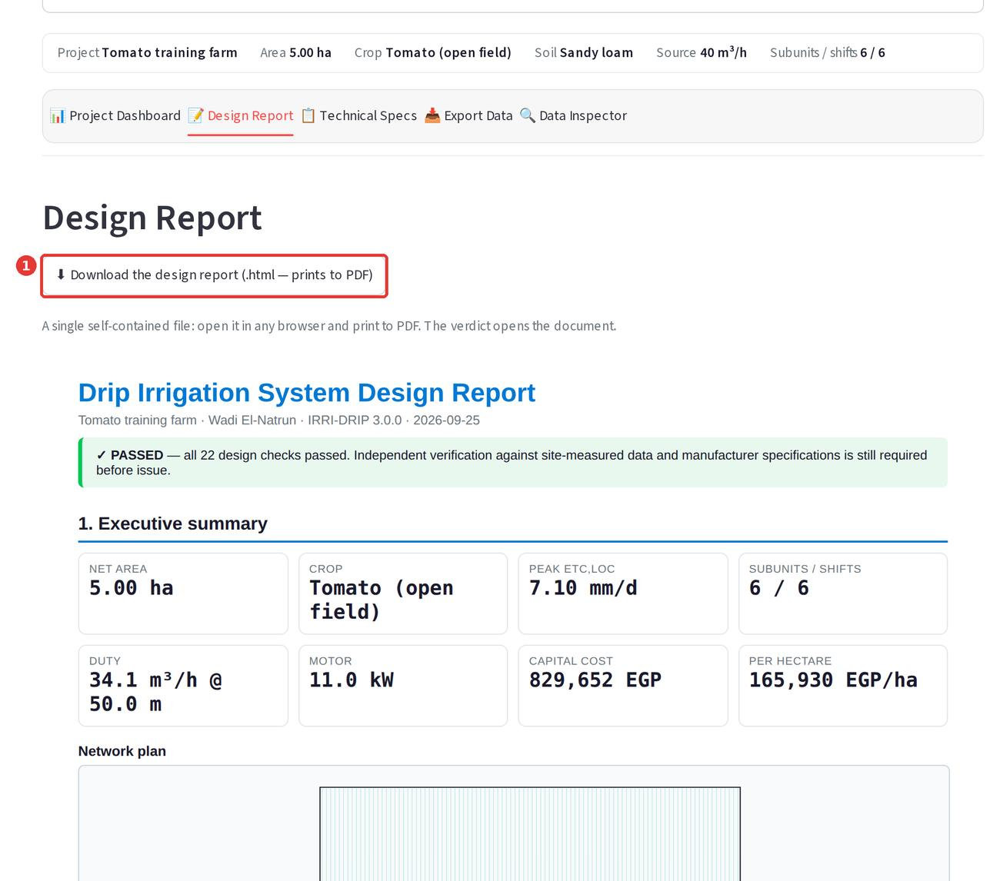 Project Tomato training farm Area 5.00 ha Crop Tomato (open field) Soil Sandy loam Source 40 m³/h Subunits / shifts 6 / 6
📊 Project Dashboard 📝 Design Report 📋 Technical Specs 📥 Export Data 🔍 Data Inspector
Design Report
1
⬇ Download the design report (.html — prints to PDF)
A single self-contained file: open it in any browser and print to PDF. The verdict opens the document.
Drip Irrigation System Design Report
Tomato training farm · Wadi El-Natrun · IRRI-DRIP 3.0.0 · 2026-09-25
✓ PASSED — all 22 design checks passed. Independent verification against site-measured data and manufacturer specifications is still required
before issue.
1. Executive summary
NET AREA
5.00 ha
CROP
Tomato (open
field)
PEAK ETC,LOC
7.10 mm/d
SUBUNITS / SHIFTS
6 / 6
DUTY
34.1 m³/h @
50.0 m
MOTOR
11.0 kW
CAPITAL COST
829,652 EGP
PER HECTARE
165,930 EGP/ha
Network plan